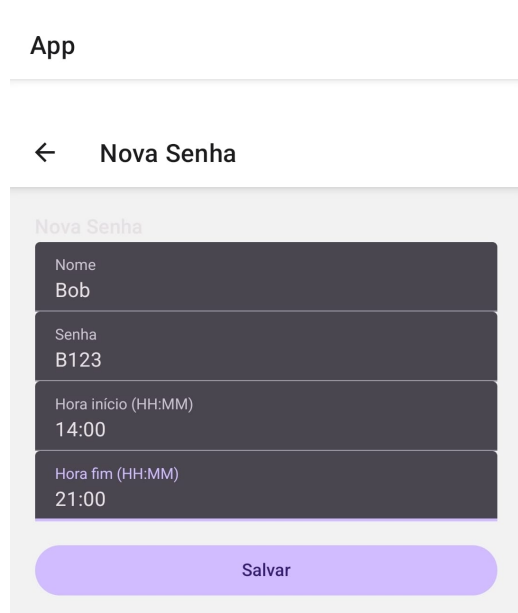 App
Nova Senha
Nova Senha
Nome
Bob
Senha
B123
Hora início (HH:MM)
14:00
Hora fim (HH:MM)
21:00
Salvar